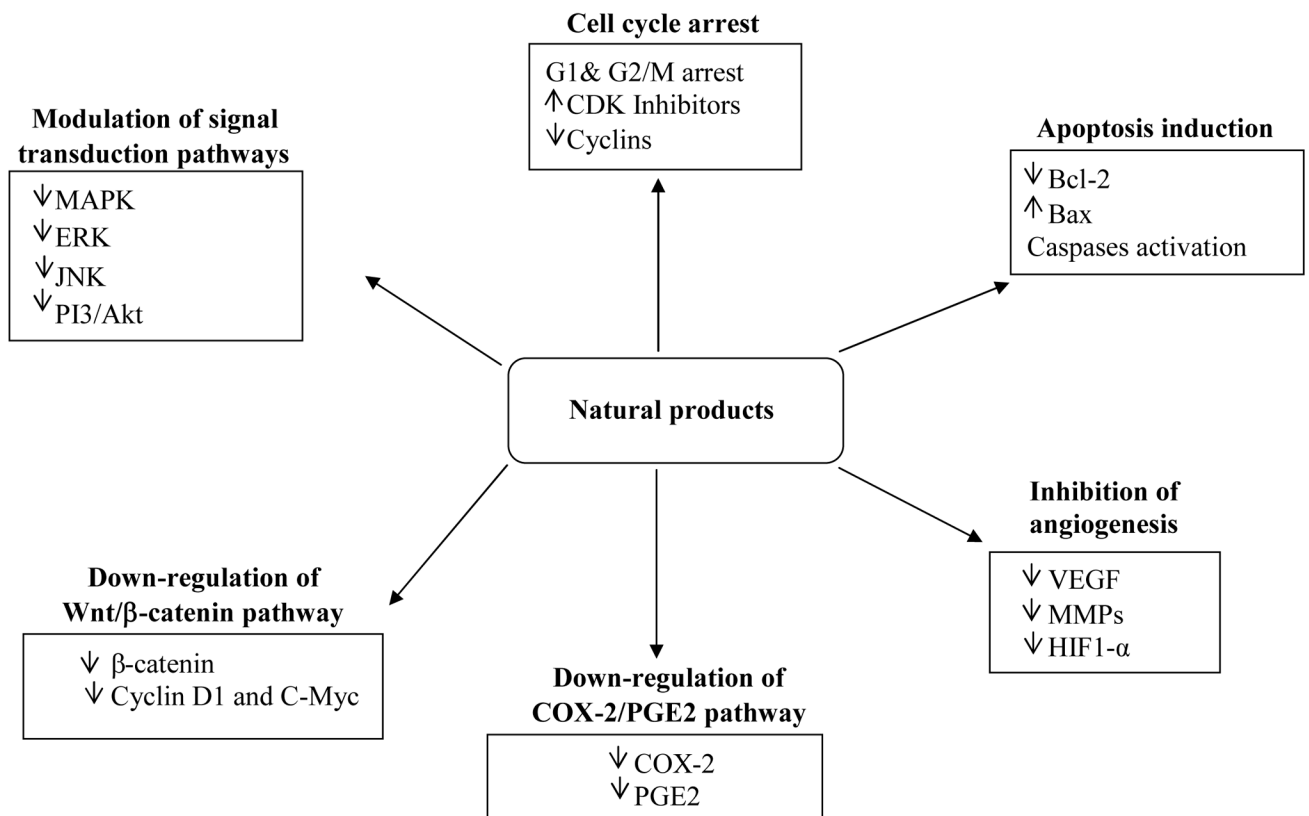 Cell cycle arrest
G1& G2/M arrest
↑CDK Inhibitors
↓Cyclins
Modulation of signal
transduction pathways
↓MAPK
↓ERK
↓JNK
↓PI3/Akt
Apoptosis induction
↓ Bcl-2
↑ Bax
Caspases activation
Natural products
Inhibition of
angiogenesis
↓ VEGF
↓ MMPs
↓ HIF1-α
Down-regulation of
Wnt/β-catenin pathway
↓ β-catenin
↓ Cyclin D1 and C-Myc
Down-regulation of
COX-2/PGE2 pathway
↓ COX-2
↓ PGE2